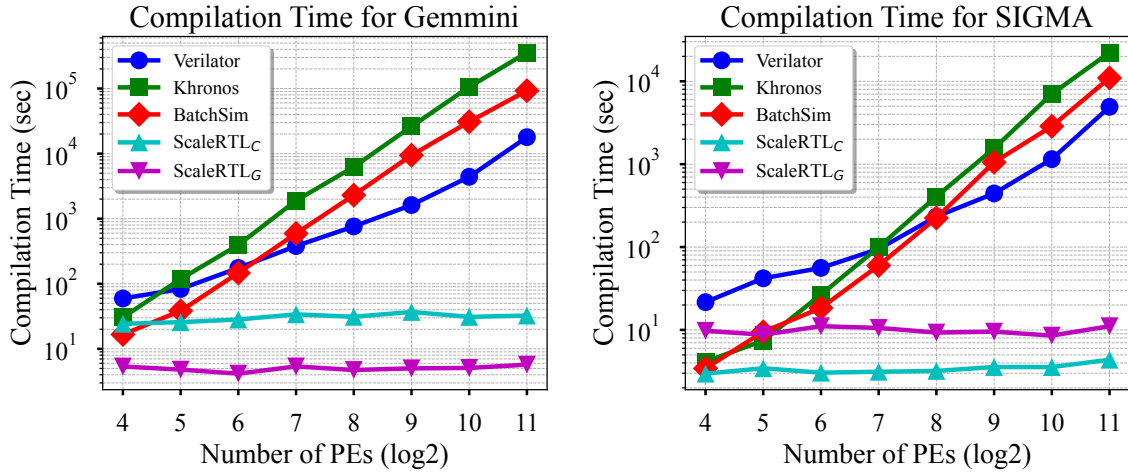 Compilation Time for Gemmini
Compilation Time (sec)
10^5
10^4
10^3
10^2
10^1
Verilator
Khronos
BatchSim
ScaleRTL_C
ScaleRTL_G
4 5 6 7 8 9 10 11
Number of PEs (log2)
Compilation Time for SIGMA
Compilation Time (sec)
10^4
10^3
10^2
10^1
Verilator
Khronos
BatchSim
ScaleRTL_C
ScaleRTL_G
4 5 6 7 8 9 10 11
Number of PEs (log2)